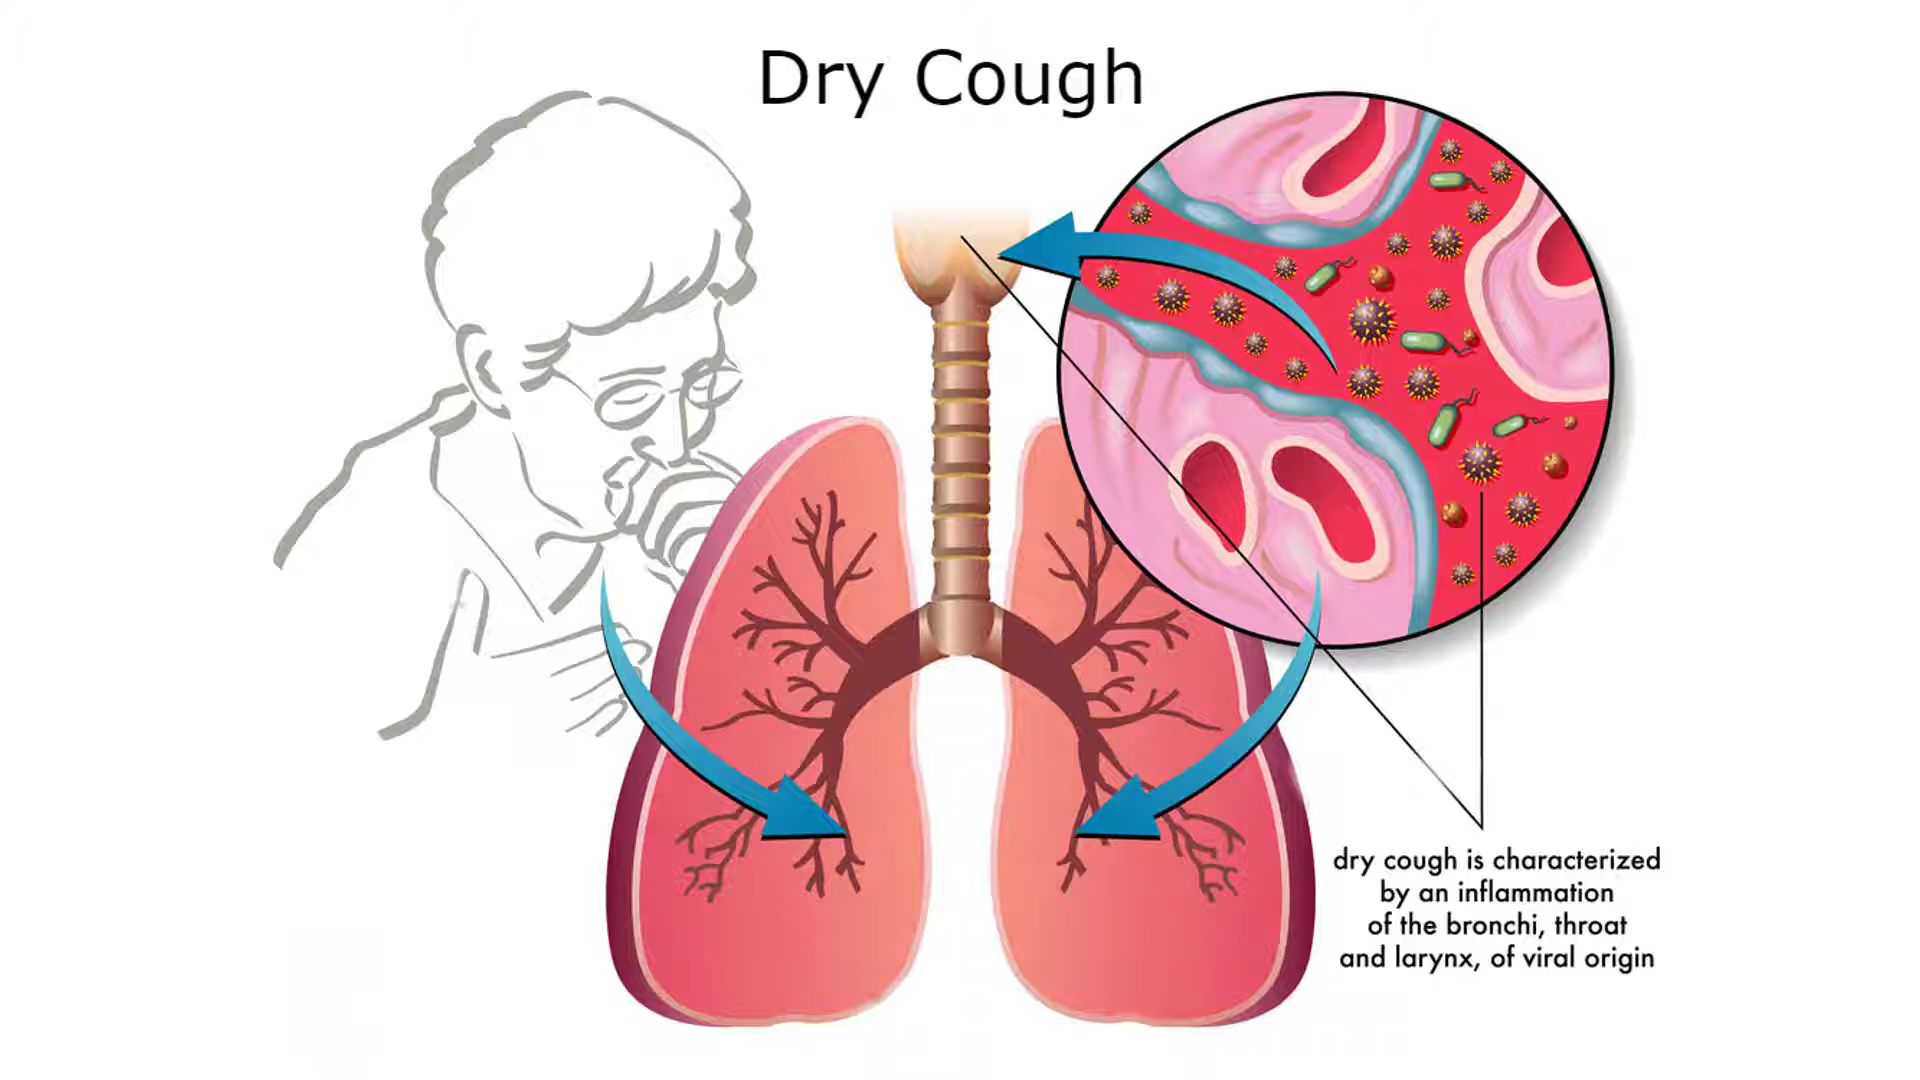 Dry Cough
dry cough is characterized
by an inflammation
of the bronchi, throat
and larynx, of viral origin